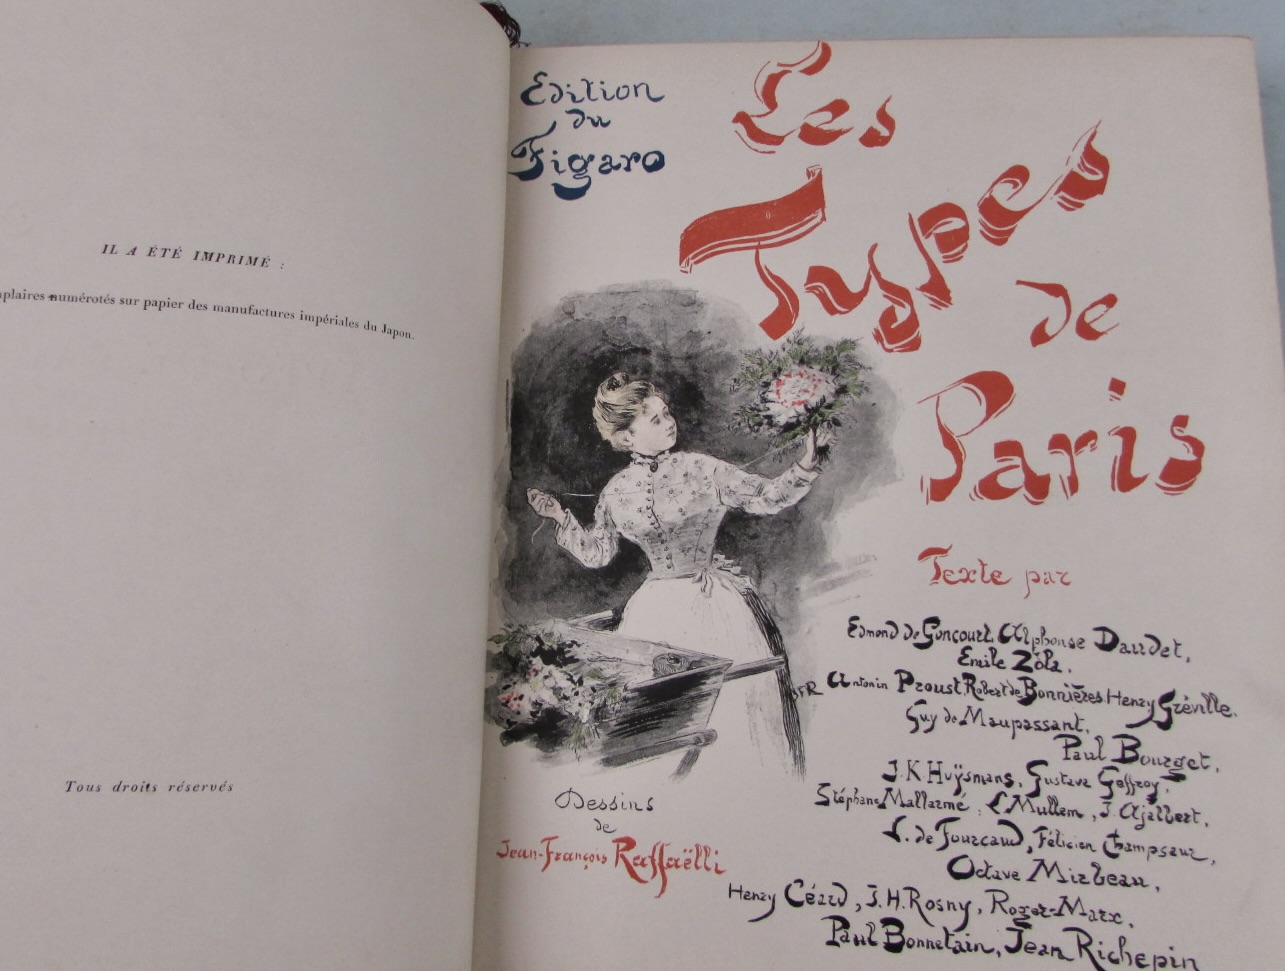 IL A ÉTÉ IMPRIMÉ :
numérotés sur papier des manufactures impériales du Japon.
Tous droits réservés
Edition
du
Figaro
Les
Types
de
Paris
Texte par
Edmond de Goncourt, Alphonse Daudet,
Emile Zola,
Antonin Proust, Robert de Bonnières, Henry Gréville,
Guy de Maupassant,
Paul Bourget,
J.K Huÿsmans, Gustave Geffroy,
Stéphane Mallarmé, L. Mullem, J. Ajalbert,
L. de Fourcaud, Félicien Champsaur,
Octave Mirbeau,
Henry Céard, J.H. Rosny, Roger-Marx,
Paul Bonnetain, Jean Richepin
JFR
Dessins
de
Jean-François Raffaëlli